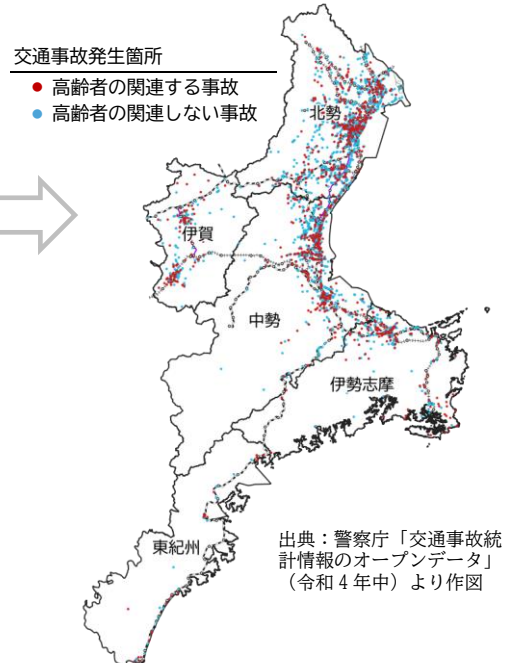 交通事故発生箇所
高齢者の関連する事故
高齢者の関連しない事故
北勢
伊賀
中勢
伊勢志摩
東紀州
出典：警察庁「交通事故統
計情報のオープンデータ」
（令和４年中）より作図